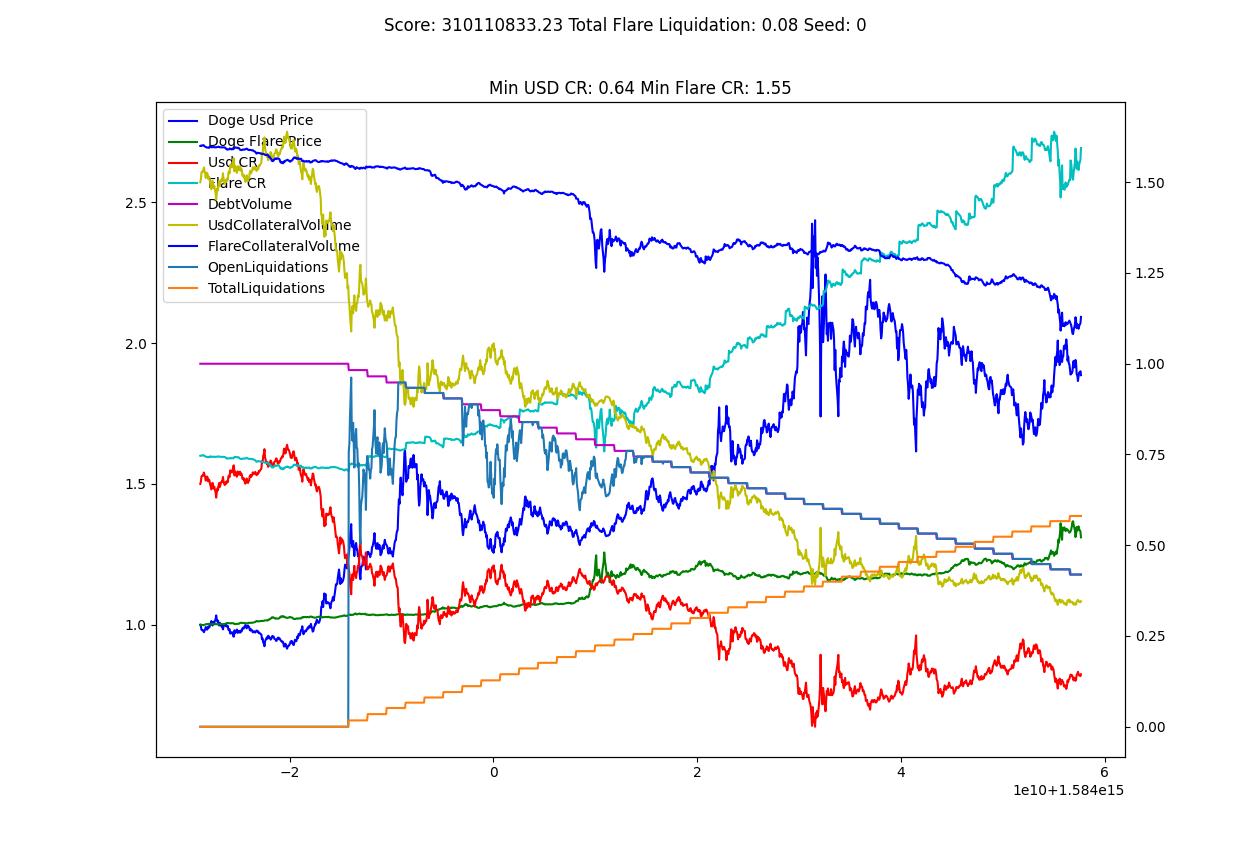 Score: 310110833.23 Total Flare Liquidation: 0.08 Seed: 0
Min USD CR: 0.64 Min Flare CR: 1.55
Doge Usd Price
Doge Flare Price
Usd CR
Flare CR
DebtVolume
UsdCollateralVolume
FlareCollateralVolume
OpenLiquidations
TotalLiquidations
2.5
2.0
1.5
1.0
1.50
1.25
1.00
0.75
0.50
0.25
0.00
−2 0 2 4 6
1e10+1.584e15